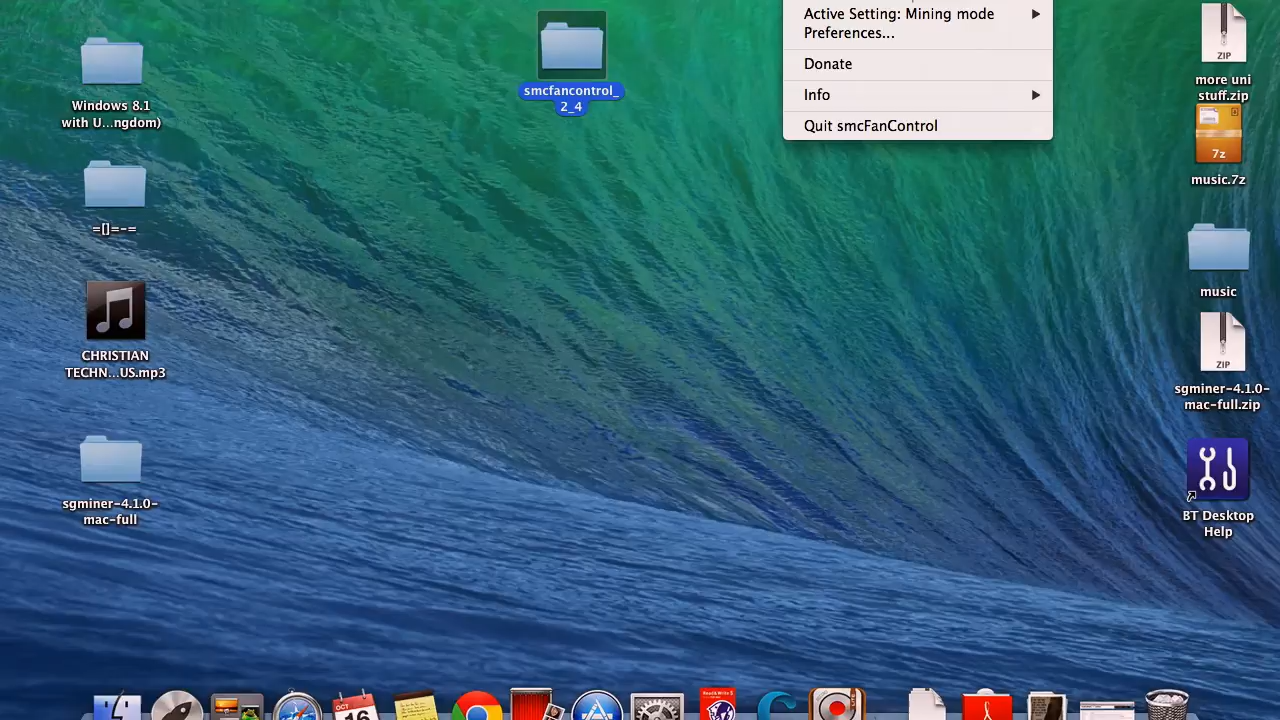 Active Setting: Mining mode
Preferences...
Donate
Info
Quit smcFanControl
smcfancontrol_
2_4
Windows 8.1
with U...ngdom)
=[]=-=
CHRISTIAN
TECHN...US.mp3
sgminer-4.1.0-
mac-full
ZIP
more uni
stuff.zip
7z
music.7z
music
ZIP
sgminer-4.1.0-
mac-full.zip
BT Desktop
Help
OCT
16